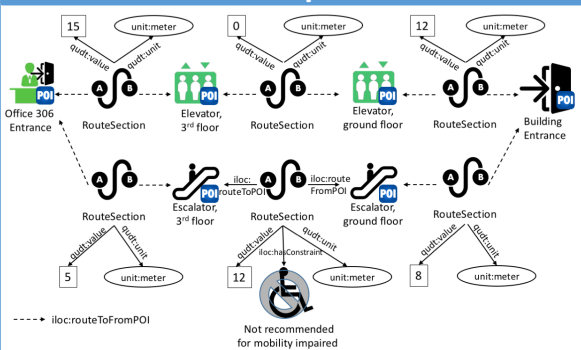 15
unit:meter
0
unit:meter
12
unit:meter
qudt:value
qudt:unit
qudt:value
qudt:unit
qudt:value
qudt:unit
A
B
A
B
A
B
POI
POI
POI
POI
Office 306
Entrance
RouteSection
Elevator,
3rd floor
RouteSection
Elevator,
ground floor
RouteSection
Building
Entrance
A
B
POI
iloc:
routeToPOI
A
B
iloc:route
FromPOI
POI
A
B
RouteSection
Escalator,
3rd floor
RouteSection
Escalator,
ground floor
RouteSection
qudt:value
qudt:unit
qudt:value
iloc:hasConstraint
qudt:unit
qudt:value
qudt:unit
5
unit:meter
12
unit:meter
8
unit:meter
iloc:routeToFromPOI
Not recommended
for mobility impaired